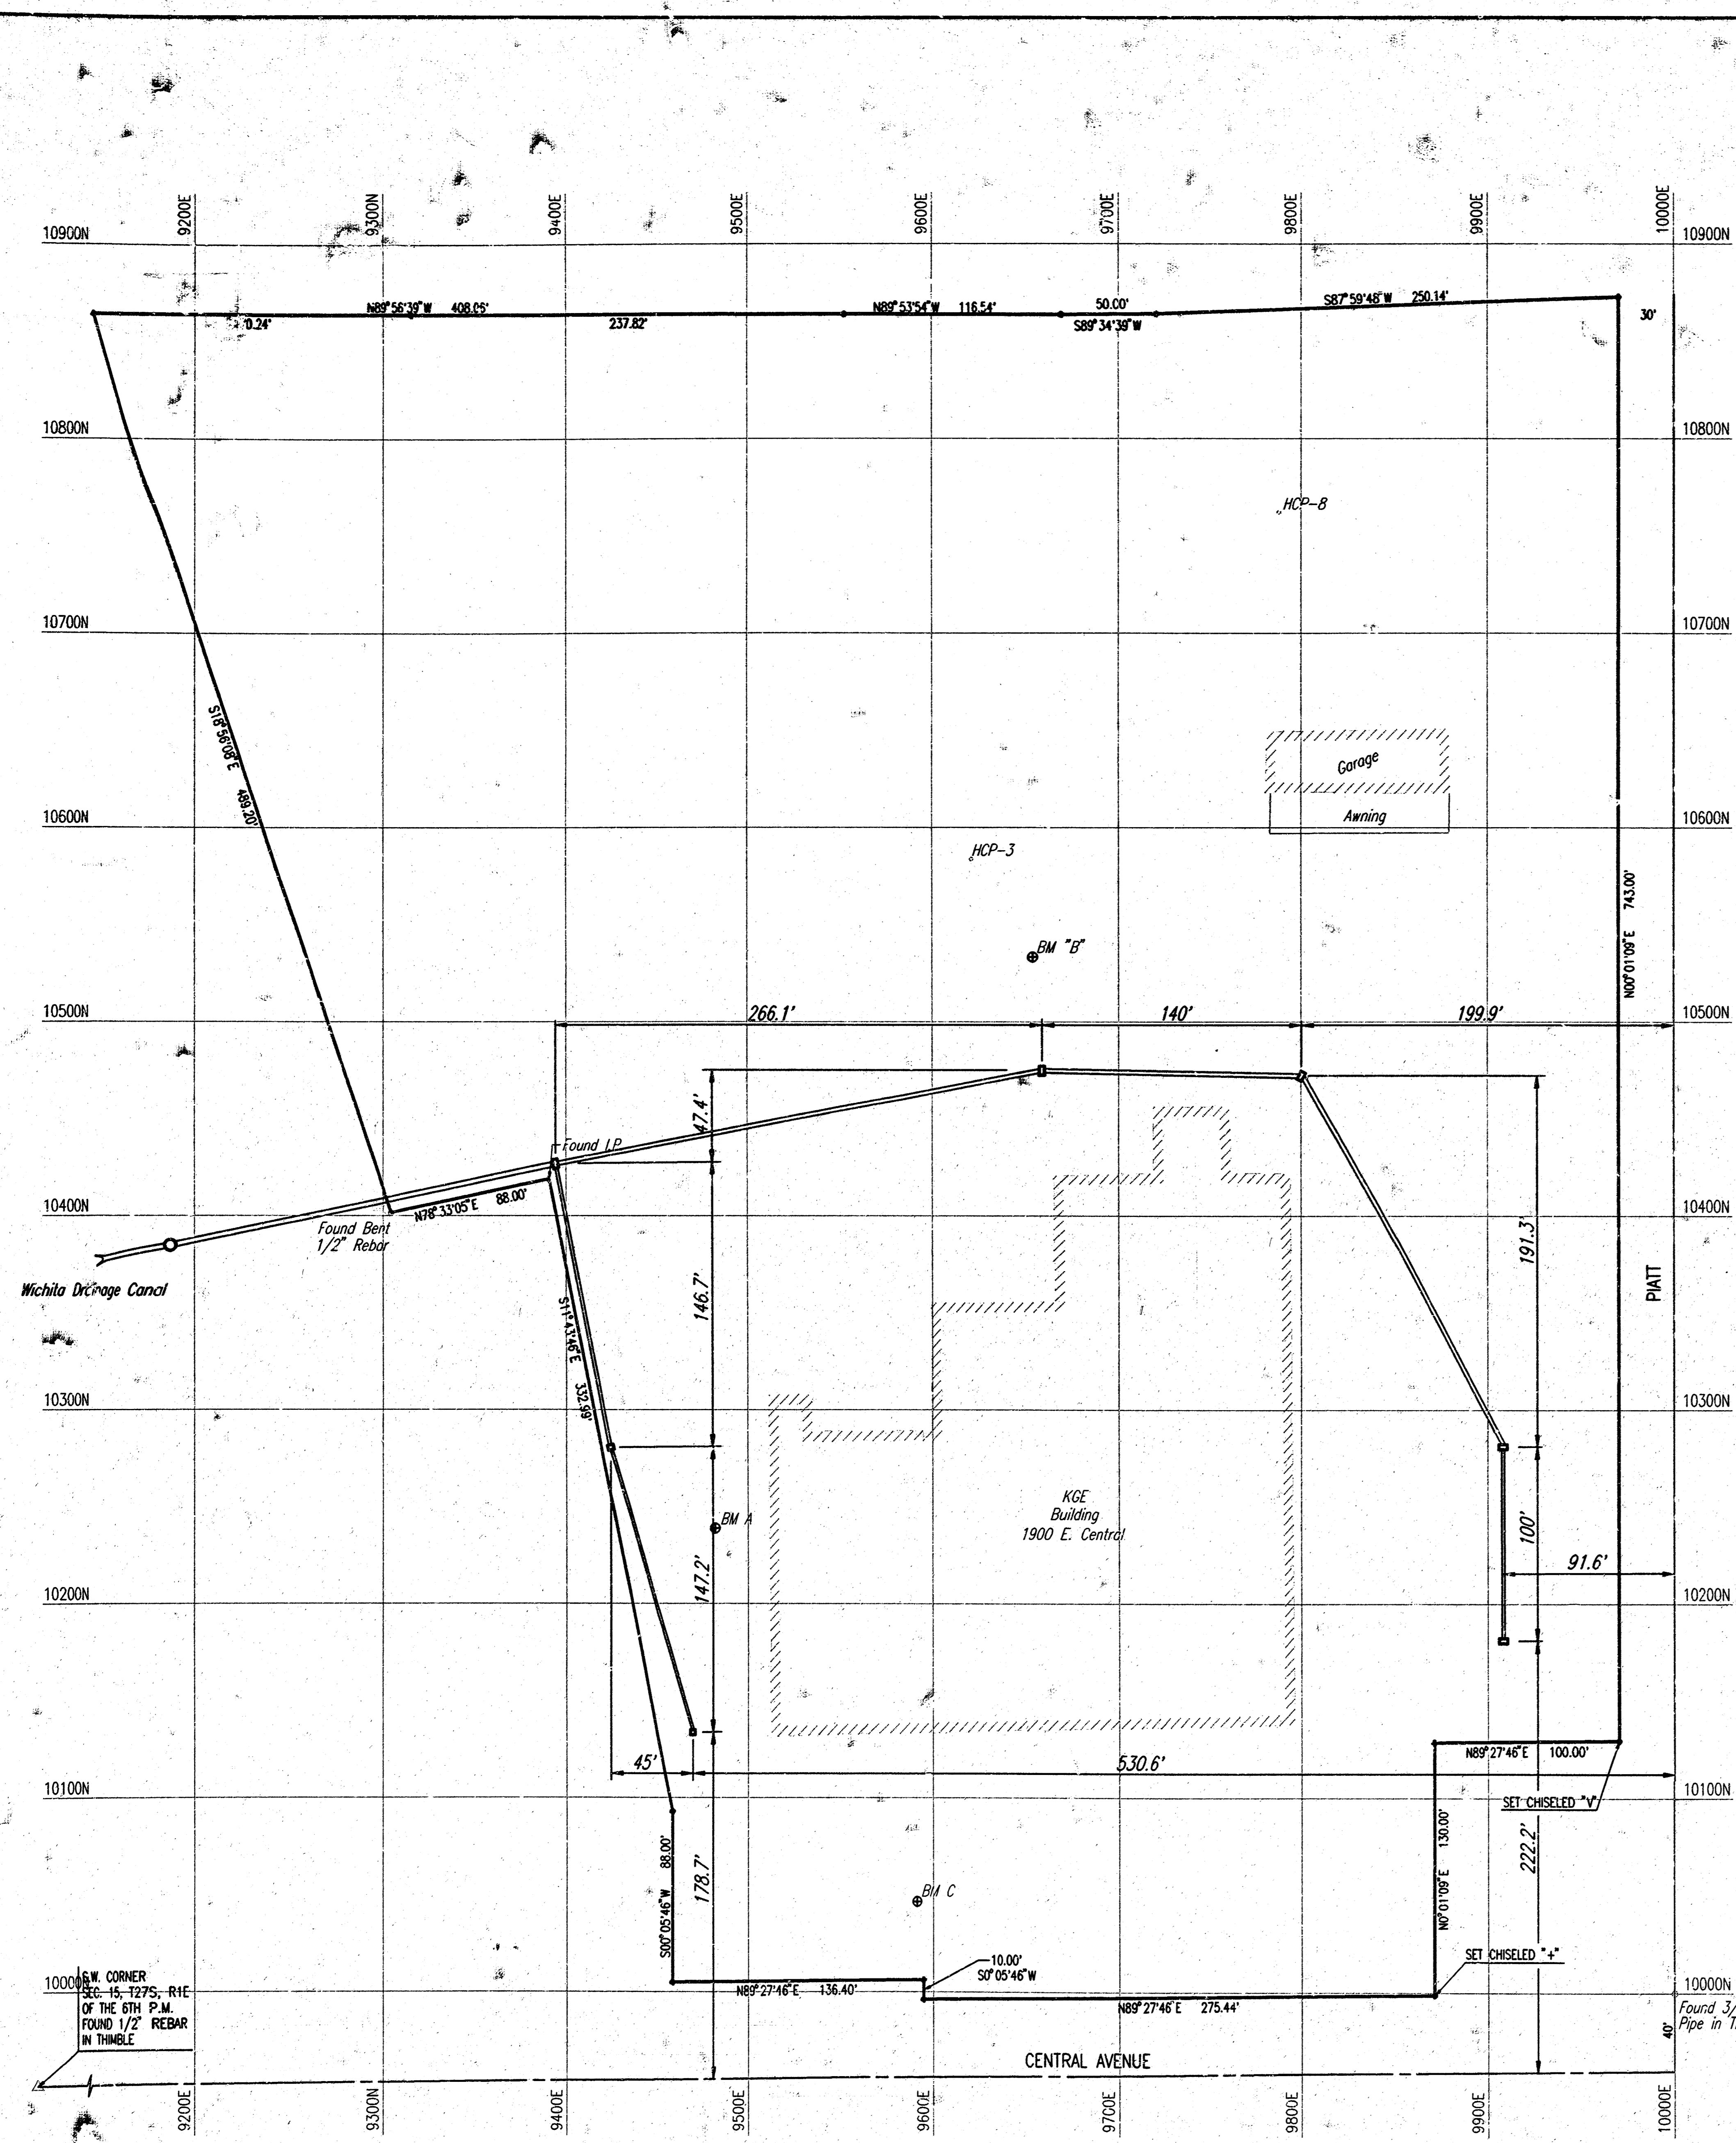 9200E
9300N
9400E
9500E
9600E
9700E
9800E
9900E
10000E
10900N
10900N
N89°56'39"W 408.06'
0.24'
237.82'
N89°53'54"W 116.54'
50.00'
S89°34'39"W
S87°59'48"W 250.14'
30'
10800N
10800N
HCP-8
10700N
10700N
S18°56'08"E 489.20'
Garage
Awning
10600N
10600N
HCP-3
N00°01'09"E 743.00'
BM "B"
10500N
10500N
266.1'
140'
199.9'
47.4'
Found I.P.
10400N
10400N
N78°33'05"E 88.00'
Found Bent
1/2" Rebar
Wichita Drainage Canal
191.3'
PIATT
146.7'
S11°43'46"E 332.99'
10300N
10300N
KGE
Building
1900 E. Central
BM A
100'
147.2'
91.6'
10200N
10200N
45'
530.6'
N89°27'46"E 100.00'
10100N
10100N
SET CHISELED "V"
S00°05'46"W 88.00'
178.7'
N0°01'09"E 130.00'
222.2'
BM C
10.00'
S0°05'46"W
SET CHISELED "+"
10000N
10000N
S.W. CORNER
SEC. 15, T27S, R1E
OF THE 6TH P.M.
FOUND 1/2" REBAR
IN THIMBLE
N89°27'46"E 136.40'
N89°27'46"E 275.44'
Found 3/
Pipe in T
40'
CENTRAL AVENUE
9200E
9300N
9400E
9500E
9600E
9700E
9800E
9900E
10000E